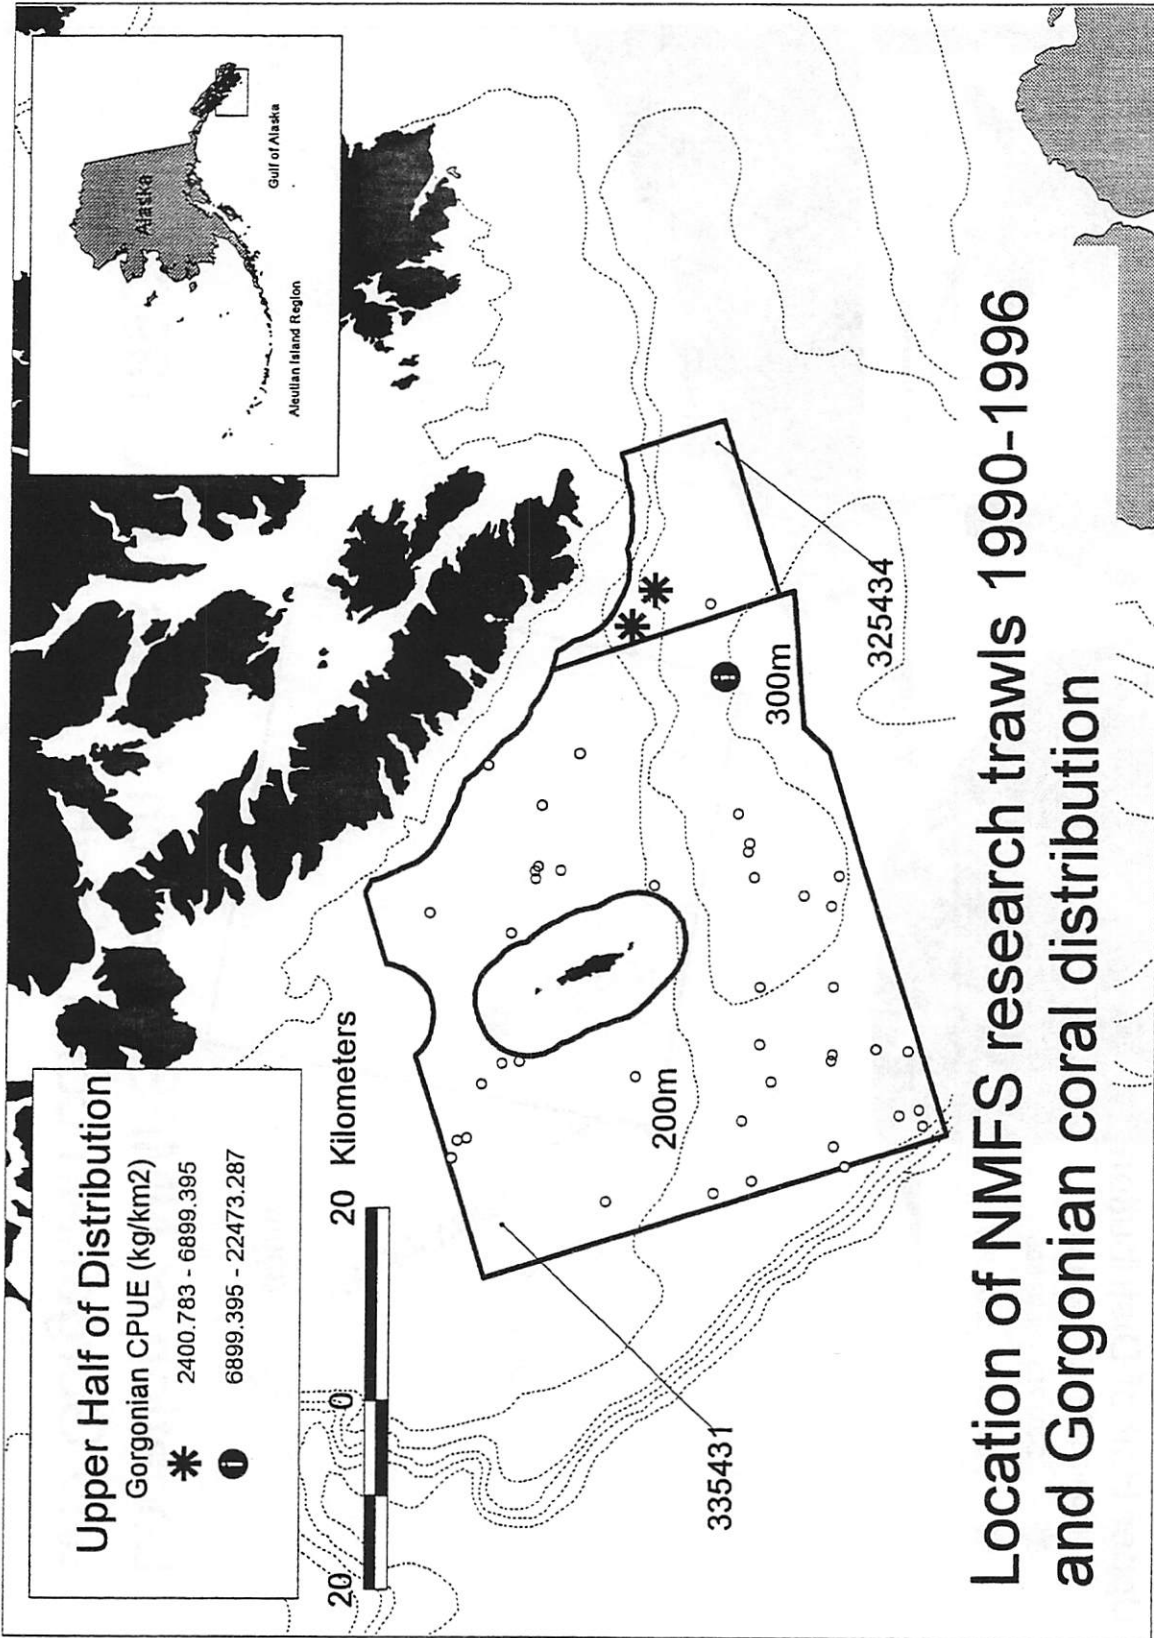 Upper Half of Distribution
Gorgonian CPUE (kg/km2)
2400.783 - 6899.395
6899.395 - 22473.287
20 0 20 Kilometers
Alaska
Gulf of Alaska
Aleutian Island Region
335431
200m
300m
325434
Location of NMFS research trawls 1990-1996
and Gorgonian coral distribution